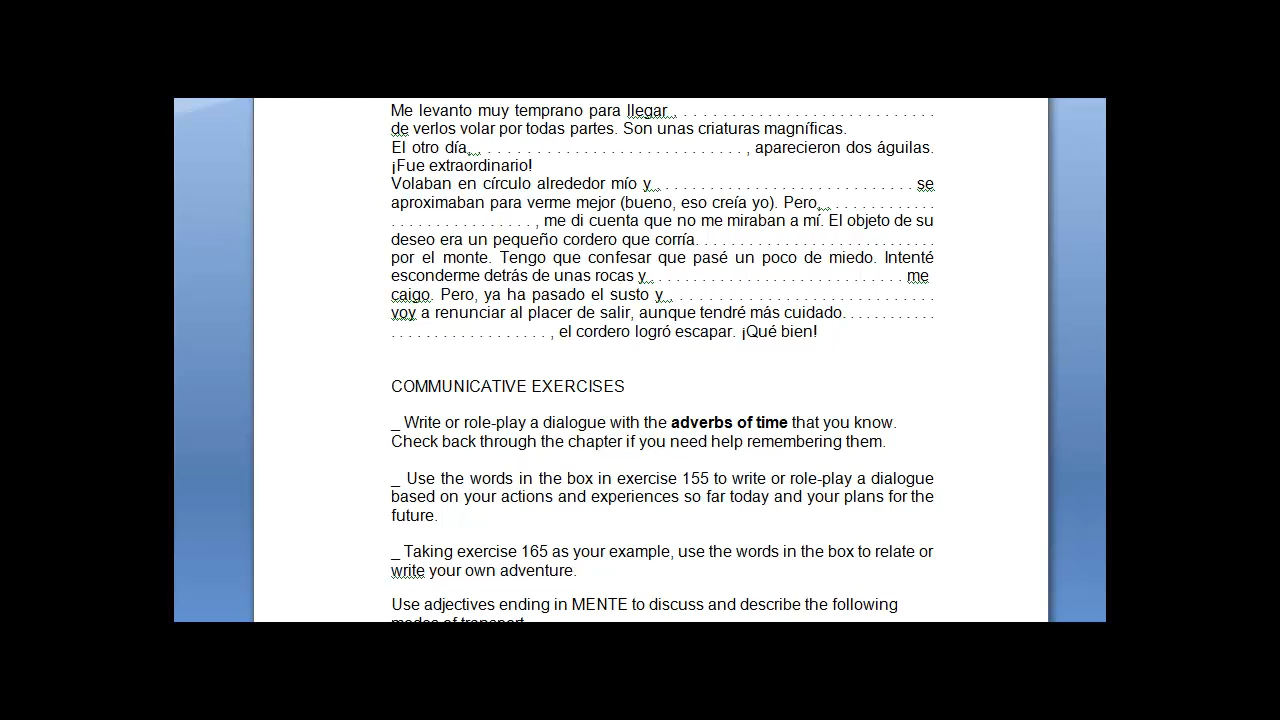 Me levanto muy temprano para llegar . . . . . . . . . . . . . . . . . . . . . . . . . . . .
de verlos volar por todas partes. Son unas criaturas magníficas.
El otro día, . . . . . . . . . . . . . . . . . . . . . . . . . . . . . , aparecieron dos águilas.
¡Fue extraordinario!
Volaban en círculo alrededor mío y . . . . . . . . . . . . . . . . . . . . . . . . . . . . . se
aproximaban para verme mejor (bueno, eso creía yo). Pero, . . . . . . . . . . . .
. . . . . . . . . . . . . . . . , me di cuenta que no me miraban a mí. El objeto de su
deseo era un pequeño cordero que corría. . . . . . . . . . . . . . . . . . . . . . . . . . .
por el monte. Tengo que confesar que pasé un poco de miedo. Intenté
esconderme detrás de unas rocas y . . . . . . . . . . . . . . . . . . . . . . . . . . . . me
caigo. Pero, ya ha pasado el susto y . . . . . . . . . . . . . . . . . . . . . . . . . . . . .
voy a renunciar al placer de salir, aunque tendré más cuidado. . . . . . . . . . . .
. . . . . . . . . . . . . . . . . . , el cordero logró escapar. ¡Qué bien!
COMMUNICATIVE EXERCISES
_ Write or role-play a dialogue with the adverbs of time that you know.
Check back through the chapter if you need help remembering them.
_ Use the words in the box in exercise 155 to write or role-play a dialogue
based on your actions and experiences so far today and your plans for the
future.
_ Taking exercise 165 as your example, use the words in the box to relate or
write your own adventure.
Use adjectives ending in MENTE to discuss and describe the following
modes of transport